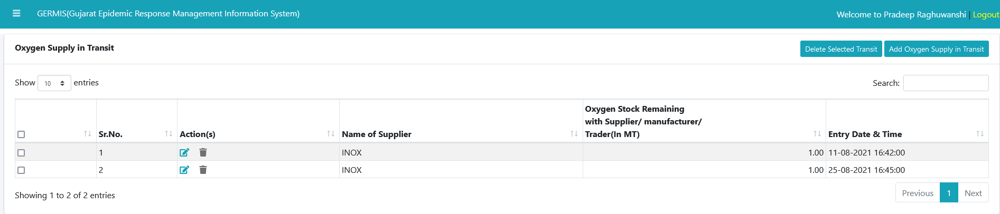 GERMIS(Gujarat Epidemic Response Management Information System)
Welcome to Pradeep Raghuwanshi | Logout
Oxygen Supply in Transit
Delete Selected Transit
Add Oxygen Supply in Transit
Show 10 entries
Search:
Sr.No.
Action(s)
Name of Supplier
Oxygen Stock Remaining
with Supplier/ manufacturer/
Trader(In MT)
Entry Date & Time
1 INOX 1.00 11-08-2021 16:42:00
2 INOX 1.00 25-08-2021 16:45:00
Showing 1 to 2 of 2 entries
Previous 1 Next